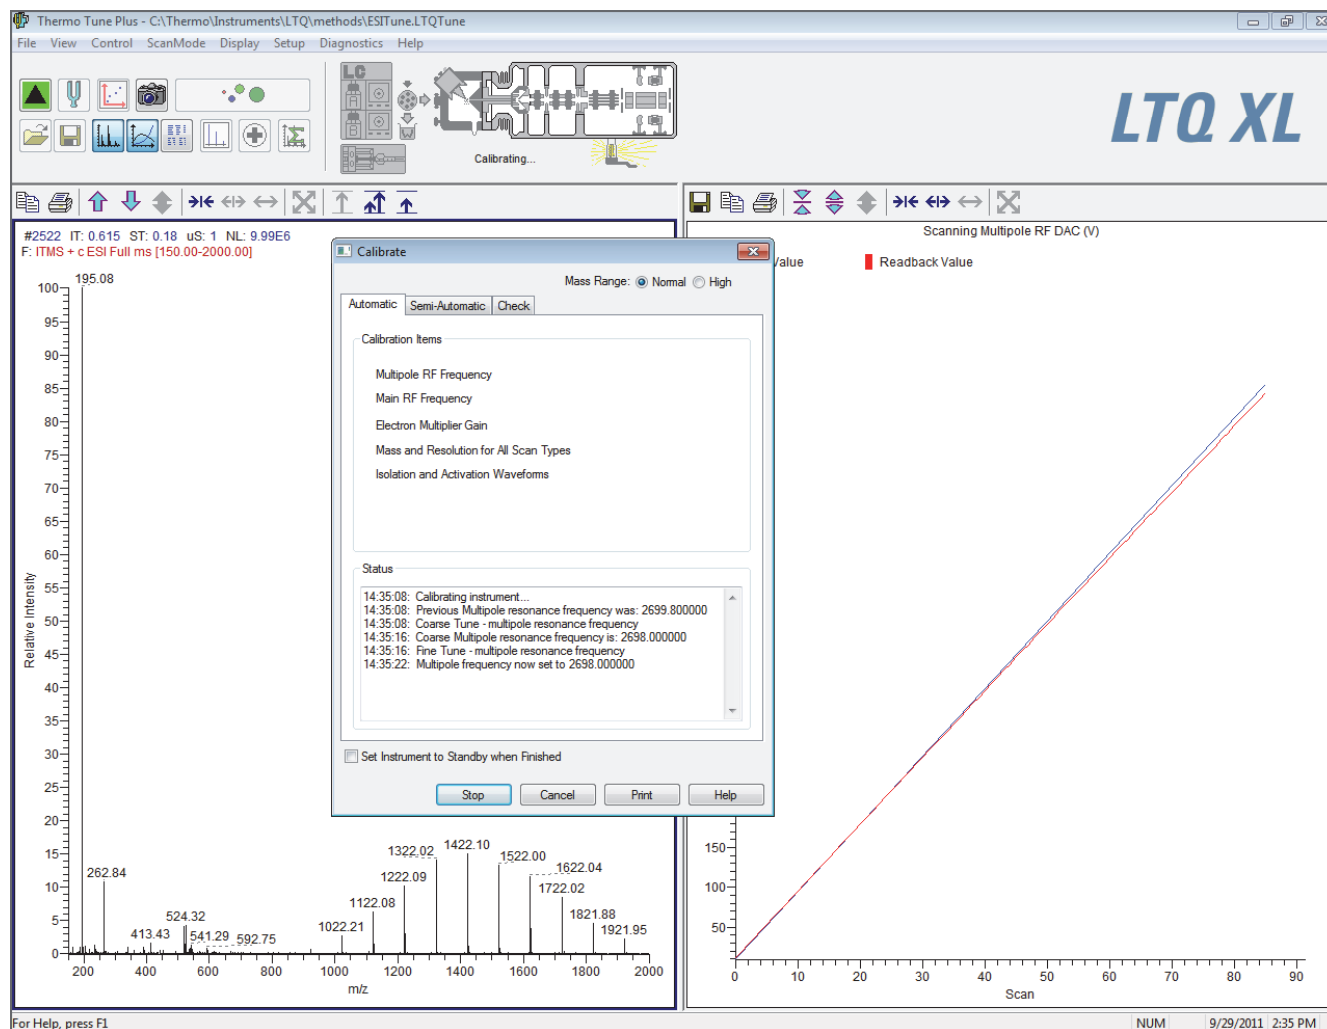 Thermo Tune Plus - C:\Thermo\Instruments\LTQ\methods\ESITune.LTQTune
File View Control ScanMode Display Setup Diagnostics Help
LC
A
B
Calibrating...
LTQ XL
#2522 IT: 0.615 ST: 0.18 uS: 1 NL: 9.99E6
F: ITMS + c ESI Full ms [150.00-2000.00]
195.08
100
95
90
85
80
75
70
65
60
55
50
45
40
35
30
25
20
15
10
5
0
Relative Intensity
262.84
413.43
524.32
541.29
592.75
1022.21
1122.08
1222.09
1322.02
1422.10
1522.00
1622.04
1722.02
1821.88
1921.95
200 400 600 800 1000 1200 1400 1600 1800 2000
m/z
Calibrate
Mass Range: Normal High
Automatic Semi-Automatic Check
Calibration Items
Multipole RF Frequency
Main RF Frequency
Electron Multiplier Gain
Mass and Resolution for All Scan Types
Isolation and Activation Waveforms
Status
14:35:08: Calibrating instrument...
14:35:08: Previous Multipole resonance frequency was: 2699.800000
14:35:08: Coarse Tune - multipole resonance frequency
14:35:16: Coarse Multipole resonance frequency is: 2698.000000
14:35:16: Fine Tune - multipole resonance frequency
14:35:22: Multipole frequency now set to 2698.000000
Set Instrument to Standby when Finished
Stop Cancel Print Help
Scanning Multipole RF DAC (V)
Value Readback Value
150
100
50
0 10 20 30 40 50 60 70 80 90
Scan
For Help, press F1
NUM 9/29/2011 2:35 PM